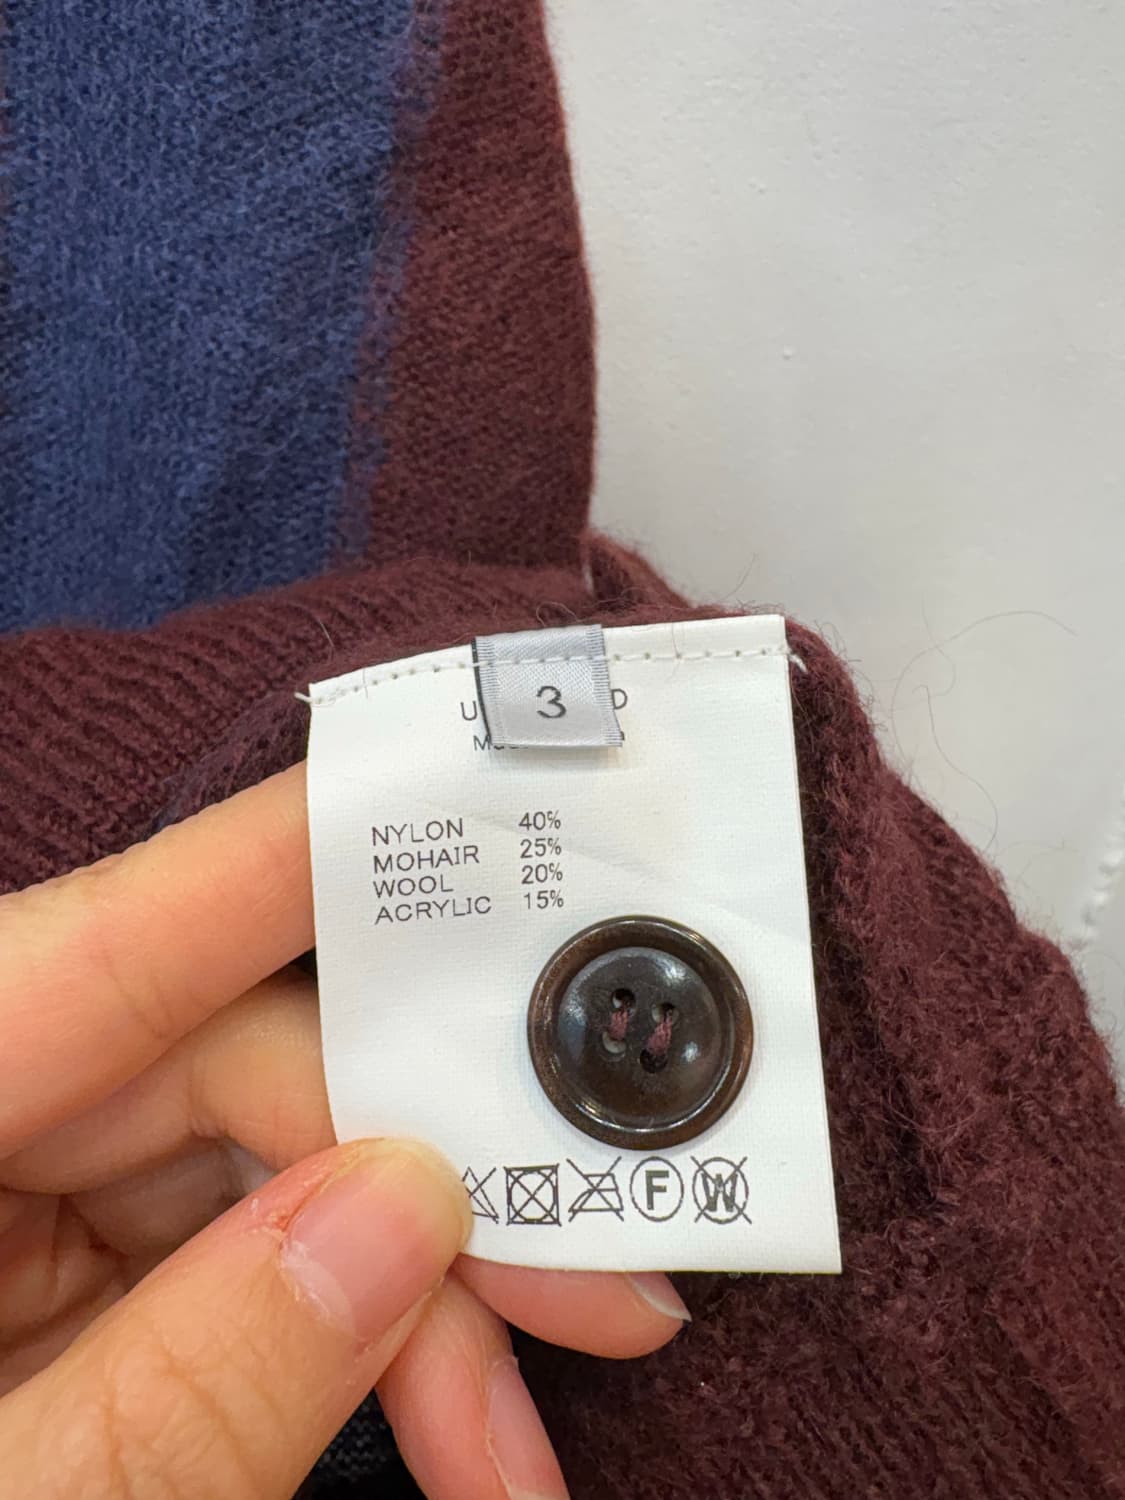 3
NYLON 40%
MOHAIR 25%
WOOL 20%
ACRYLIC 15%
F W